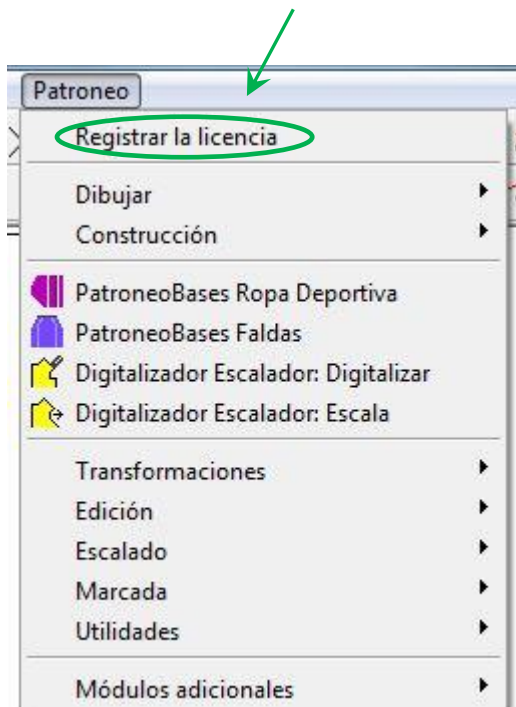 Patroneo
Registrar la licencia
Dibujar
Construcción
PatroneoBases Ropa Deportiva
PatroneoBases Faldas
Digitalizador Escalador: Digitalizar
Digitalizador Escalador: Escala
Transformaciones
Edición
Escalado
Marcada
Utilidades
Módulos adicionales